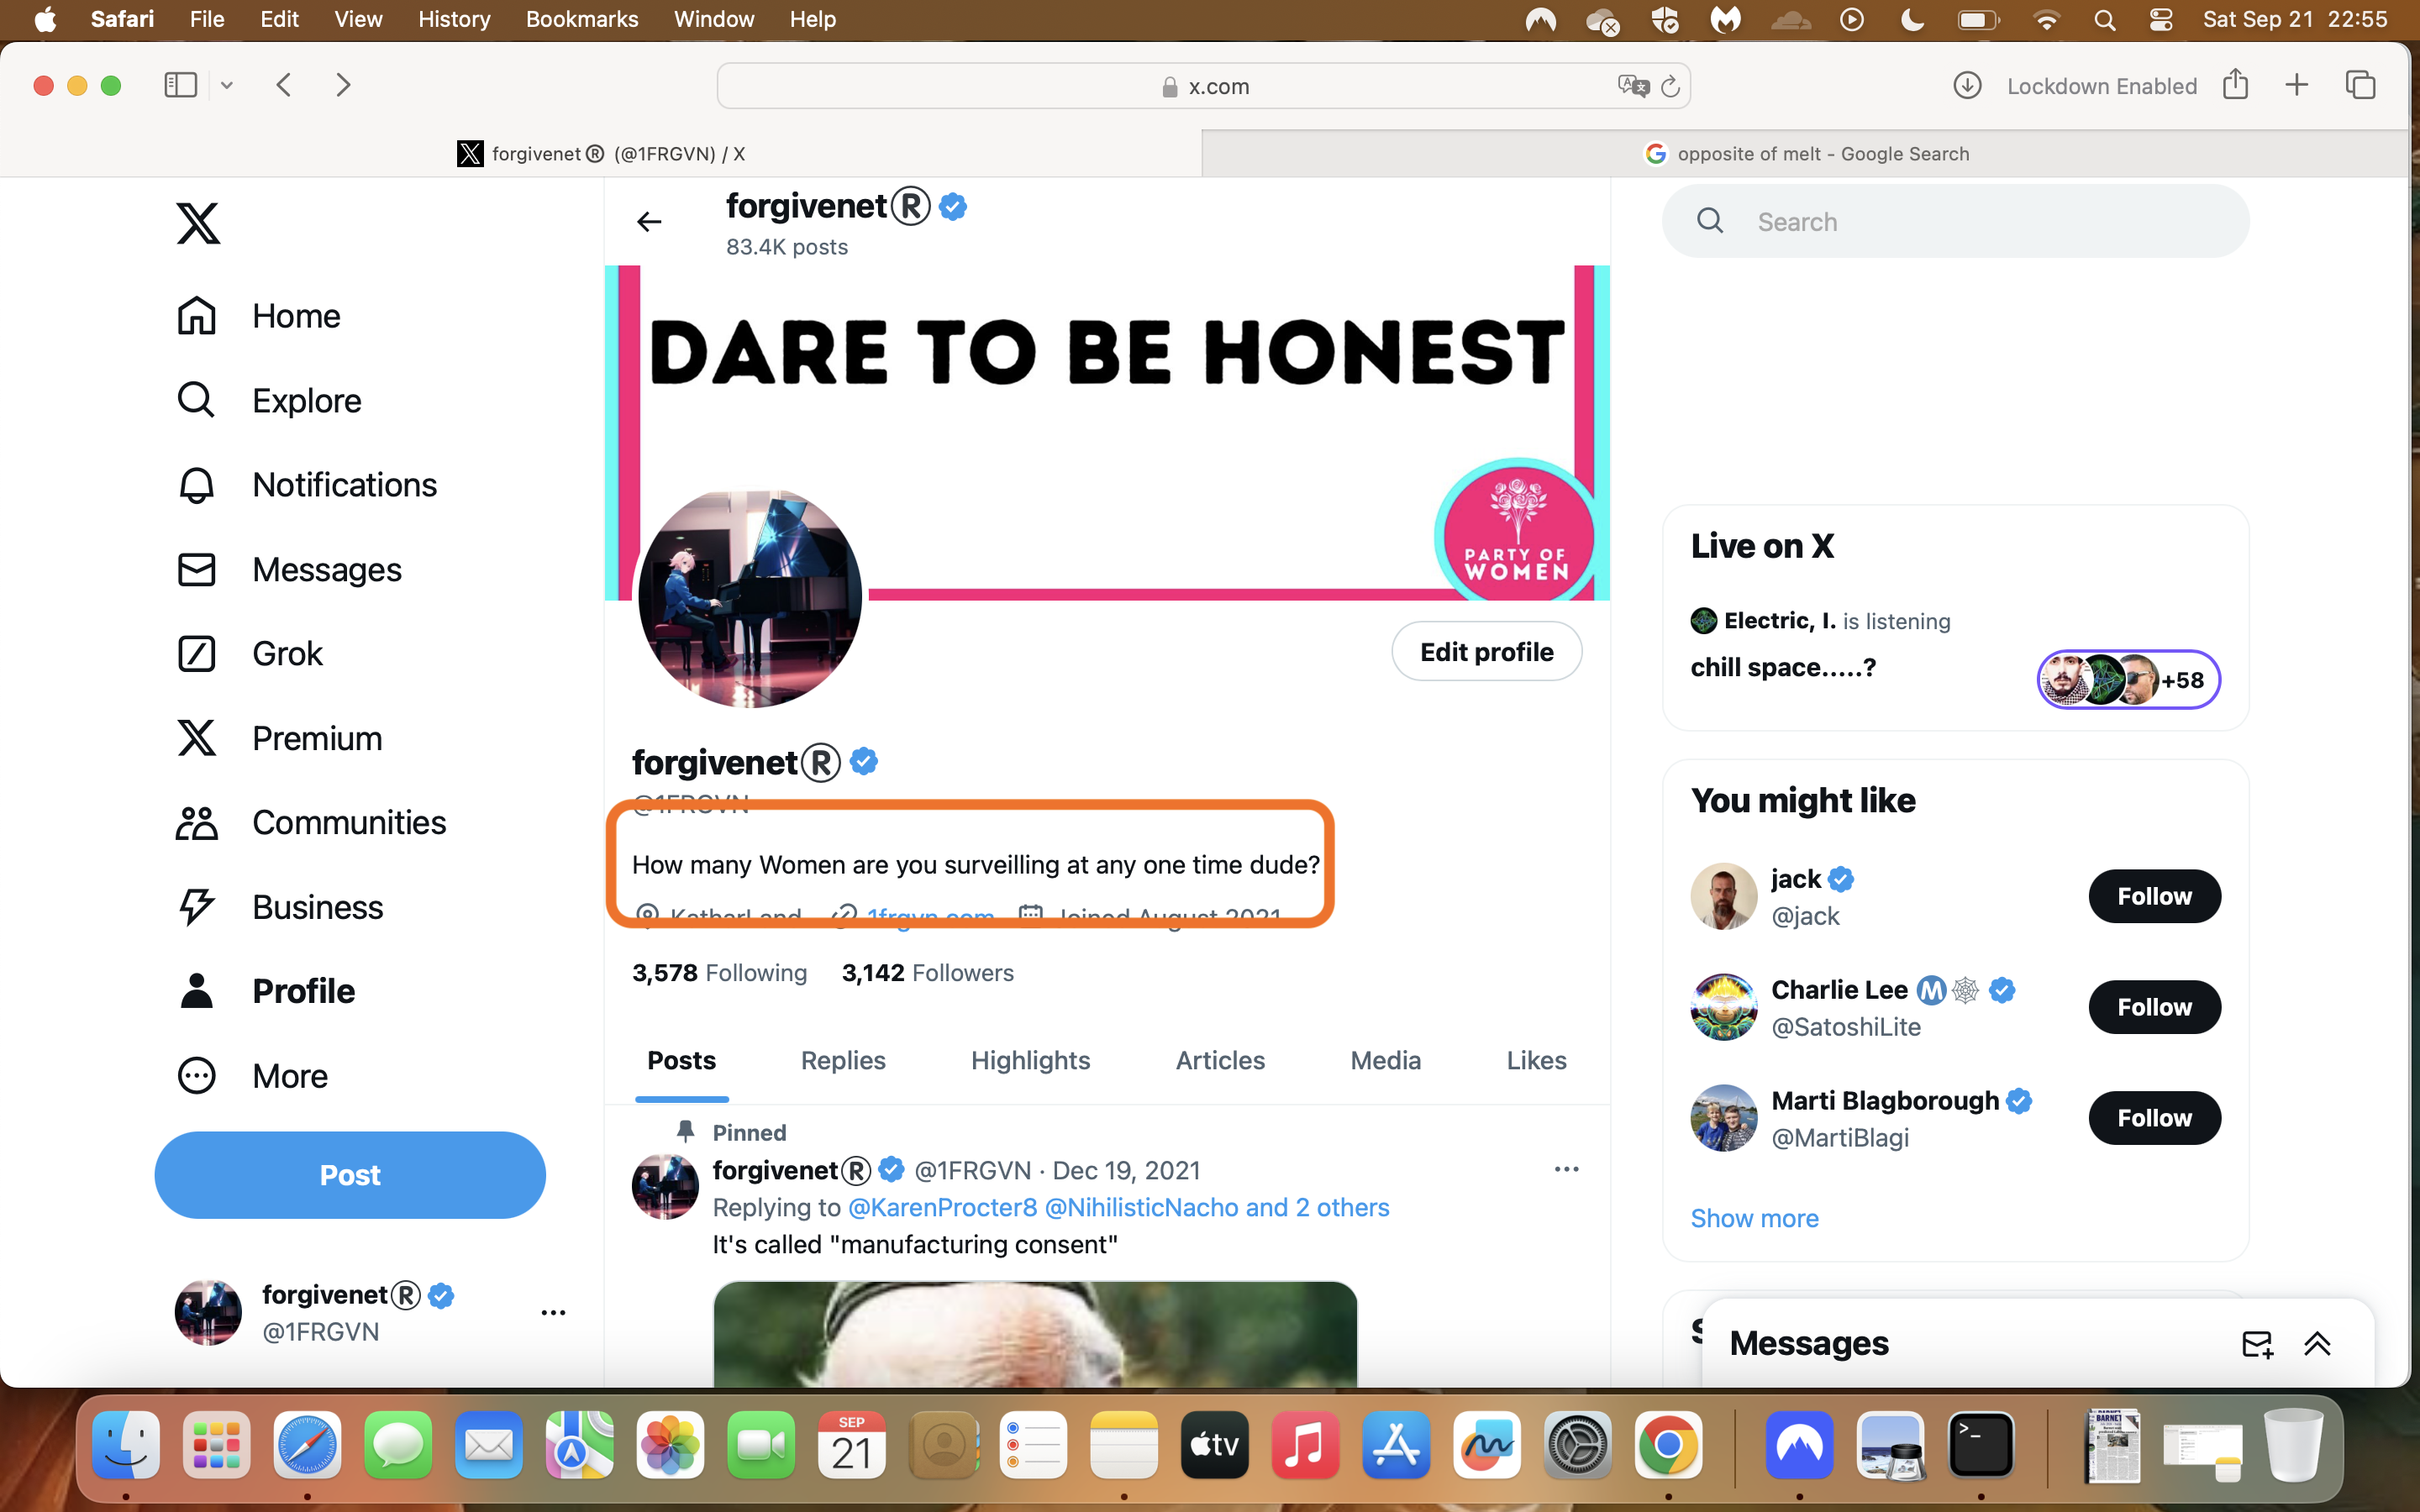 Safari File Edit View History Bookmarks Window Help Sat Sep 21 22:55
x.com Lockdown Enabled
forgivenet® (@1FRGVN) / X opposite of melt - Google Search
forgivenet®
83.4K posts
Search
DARE TO BE HONEST
PARTY OF
WOMEN
Home
Explore
Notifications
Messages
Grok
Premium
Communities
Business
Profile
More
Post
forgivenet®
@1FRGVN
Edit profile
forgivenet®
@1FRGVN
How many Women are you surveilling at any one time dude?
KatharLand 1frgvn.com Joined August 2021
3,578 Following 3,142 Followers
Posts Replies Highlights Articles Media Likes
Pinned
forgivenet® @1FRGVN · Dec 19, 2021
Replying to @KarenProcter8 @NihilisticNacho and 2 others
It's called "manufacturing consent"
Live on X
Electric, I. is listening
chill space.....?
+58
You might like
jack
@jack
Follow
Charlie Lee
@SatoshiLite
Follow
Marti Blagborough
@MartiBlagi
Follow
Show more
Messages
SEP
21
tv
BARNET